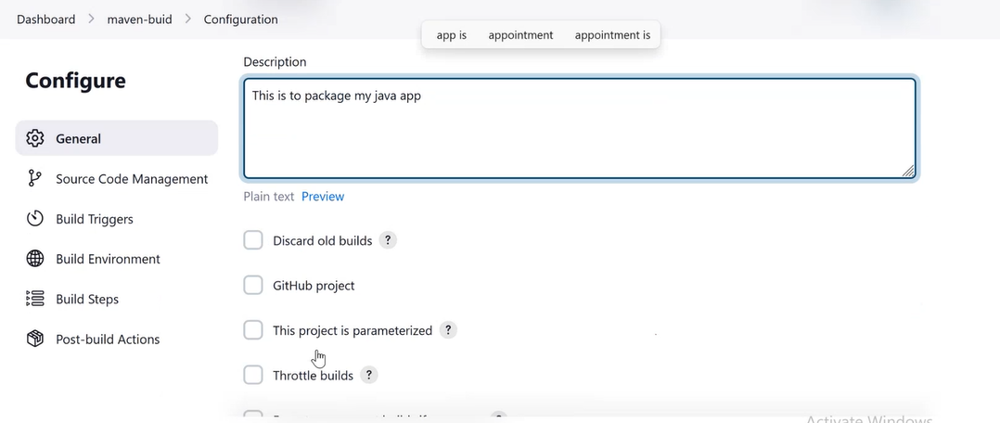 Dashboard > maven-buid > Configuration
app is appointment appointment is
Description
Configure
This is to package my java app
General
Source Code Management
Plain text Preview
Build Triggers
Discard old builds ?
Build Environment
GitHub project
Build Steps
This project is parameterized ?
Post-build Actions
Throttle builds ?
Activate Windows